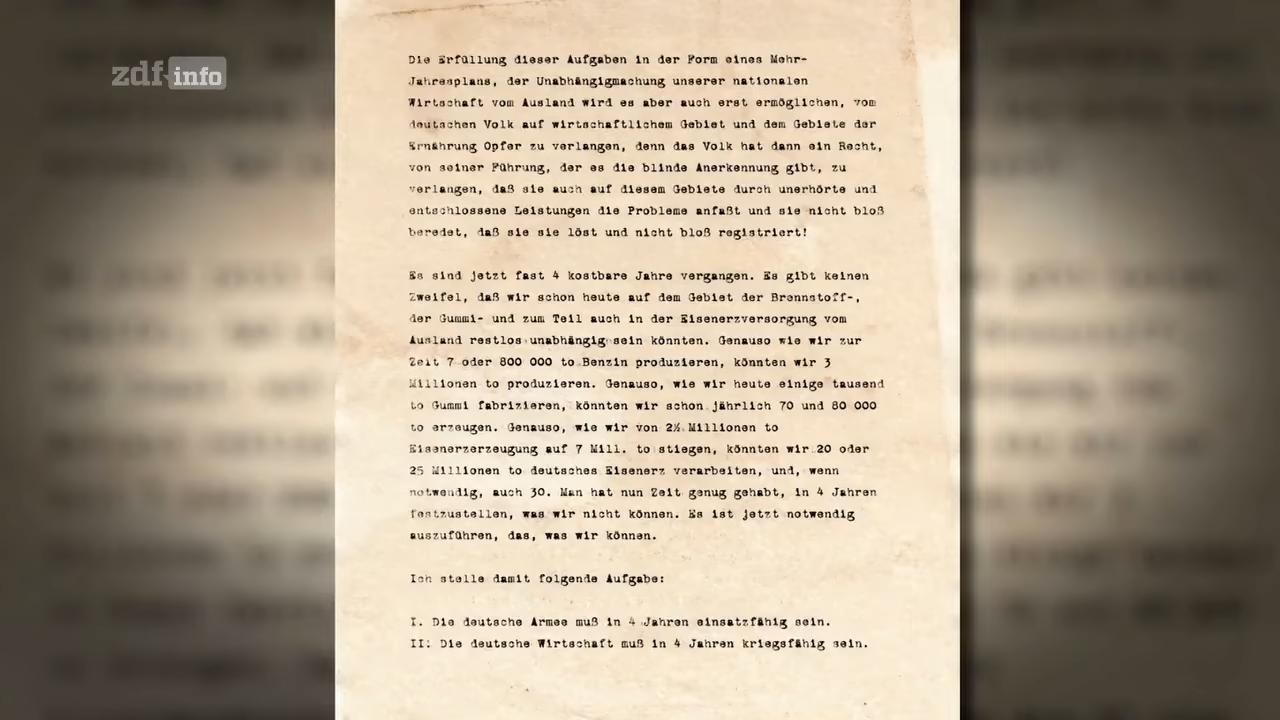 zdf info
Die Erfüllung dieser Aufgaben in der Form eines Mehr-
Jahresplans, der Unabhängigmachung unserer nationalen
Wirtschaft vom Ausland wird es aber auch erst ermöglichen, vom
deutschen Volk auf wirtschaftlichem Gebiet und dem Gebiete der
Ernährung Opfer zu verlangen, denn das Volk hat dann ein Recht,
von seiner Führung, der es die blinde Anerkennung gibt, zu
verlangen, daß sie auch auf diesem Gebiete durch unerhörte und
entschlossene Leistungen die Probleme anfaßt und sie nicht bloß
beredet, daß sie sie löst und nicht bloß registriert!
Es sind jetzt fast 4 kostbare Jahre vergangen. Es gibt keinen
Zweifel, daß wir schon heute auf dem Gebiet der Brennstoff-,
der Gummi- und zum Teil auch in der Eisenerzversorgung vom
Ausland restlos unabhängig sein könnten. Genauso wie wir zur
Zeit 7 oder 800 000 to Benzin produzieren, könnten wir 3
Millionen to produzieren. Genauso, wie wir heute einige tausend
to Gummi fabrizieren, könnten wir schon jährlich 70 und 80 000
to erzeugen. Genauso, wie wir von 2½ Millionen to
Eisenerzerzeugung auf 7 Mill. to stiegen, könnten wir 20 oder
25 Millionen to deutsches Eisenerz verarbeiten, und, wenn
notwendig, auch 30. Man hat nun Zeit genug gehabt, in 4 Jahren
festzustellen, was wir nicht können. Es ist jetzt notwendig
auszuführen, das, was wir können.
Ich stelle damit folgende Aufgabe:
I. Die deutsche Armee muß in 4 Jahren einsatzfähig sein.
II. Die deutsche Wirtschaft muß in 4 Jahren kriegsfähig sein.